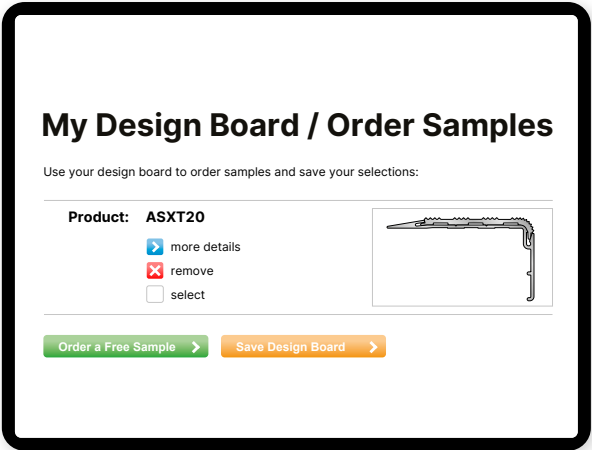 My Design Board / Order Samples
Use your design board to order samples and save your selections:
Product: ASXT20
more details
remove
select
Order a Free Sample
Save Design Board